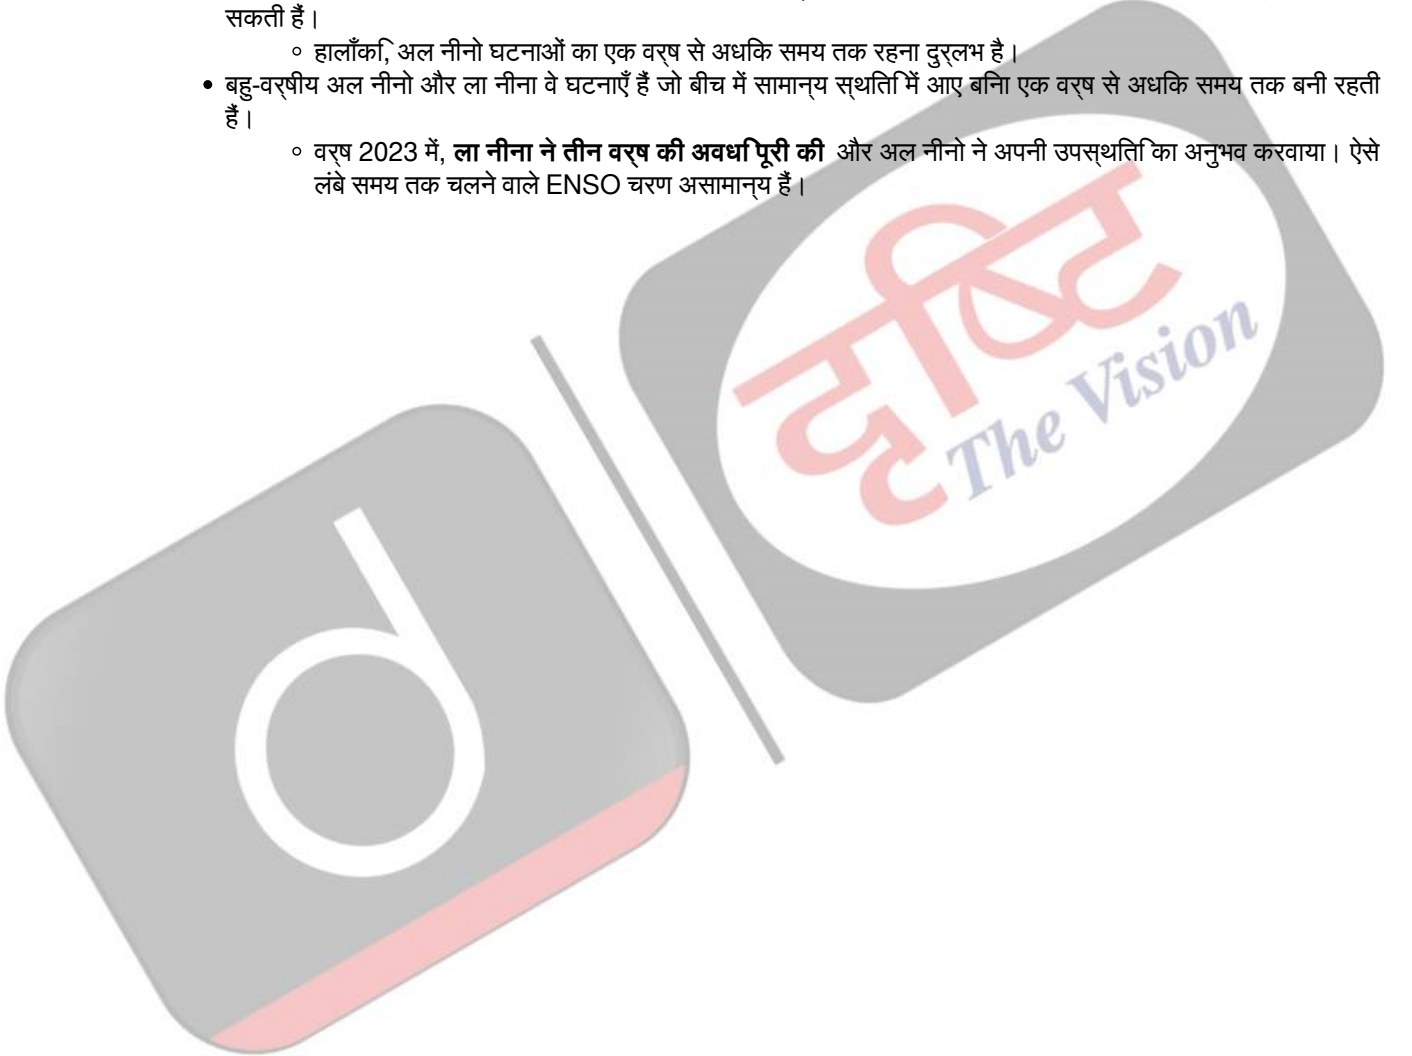 सकती हैं।
हालाँकि, अल नीनो घटनाओं का एक वर्ष से अधिक समय तक रहना दुर्लभ है।
बहु-वर्षीय अल नीनो और ला नीना वे घटनाएँ हैं जो बीच में सामान्य स्थिति में आए बिना एक वर्ष से अधिक समय तक बनी रहती
हैं।
वर्ष 2023 में, ला नीना ने तीन वर्ष की अवधि पूरी की और अल नीनो ने अपनी उपस्थिति का अनुभव करवाया। ऐसे
लंबे समय तक चलने वाले ENSO चरण असामान्य हैं।
दृष्टि
The Vision
d